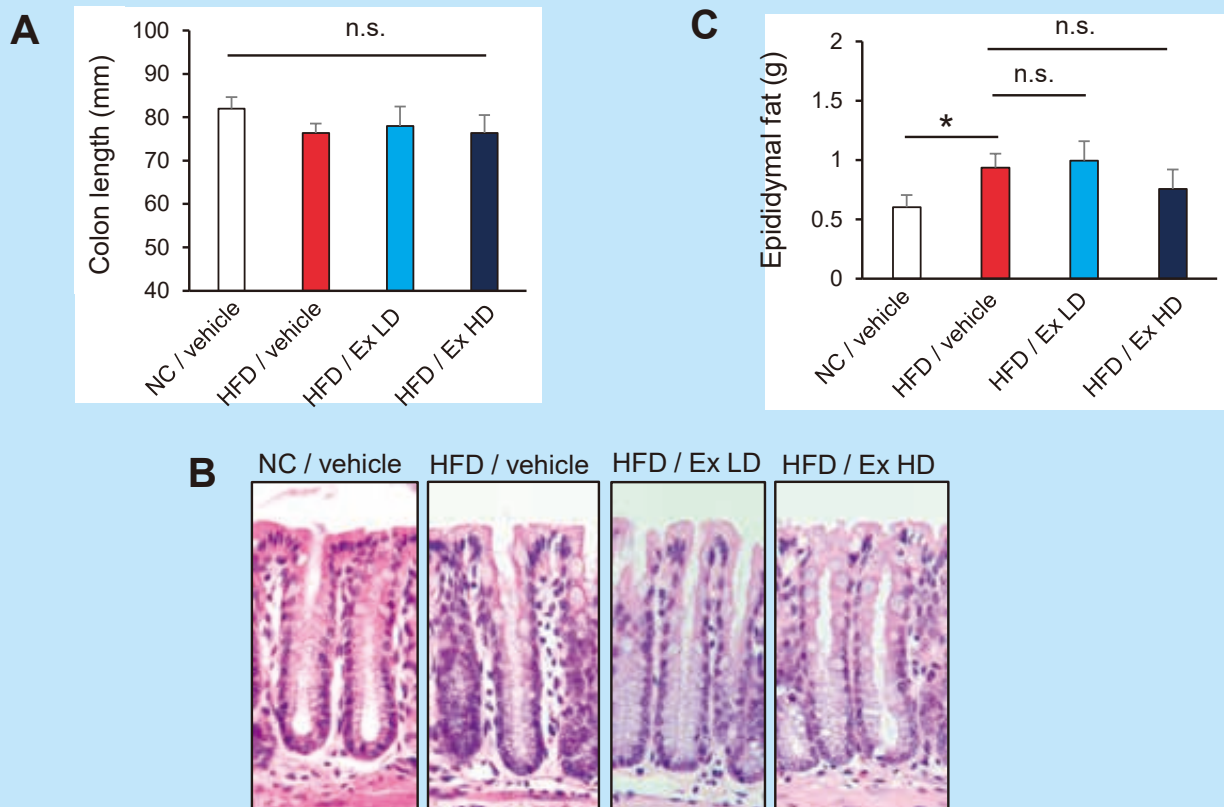 A
Colon length (mm)
100
90
80
70
60
50
40
n.s.
NC / vehicle
HFD / vehicle
HFD / Ex LD
HFD / Ex HD
C
Epididymal fat (g)
2
1.5
1
0.5
0
n.s.
n.s.
*
NC / vehicle
HFD / vehicle
HFD / Ex LD
HFD / Ex HD
B
NC / vehicle
HFD / vehicle
HFD / Ex LD
HFD / Ex HD